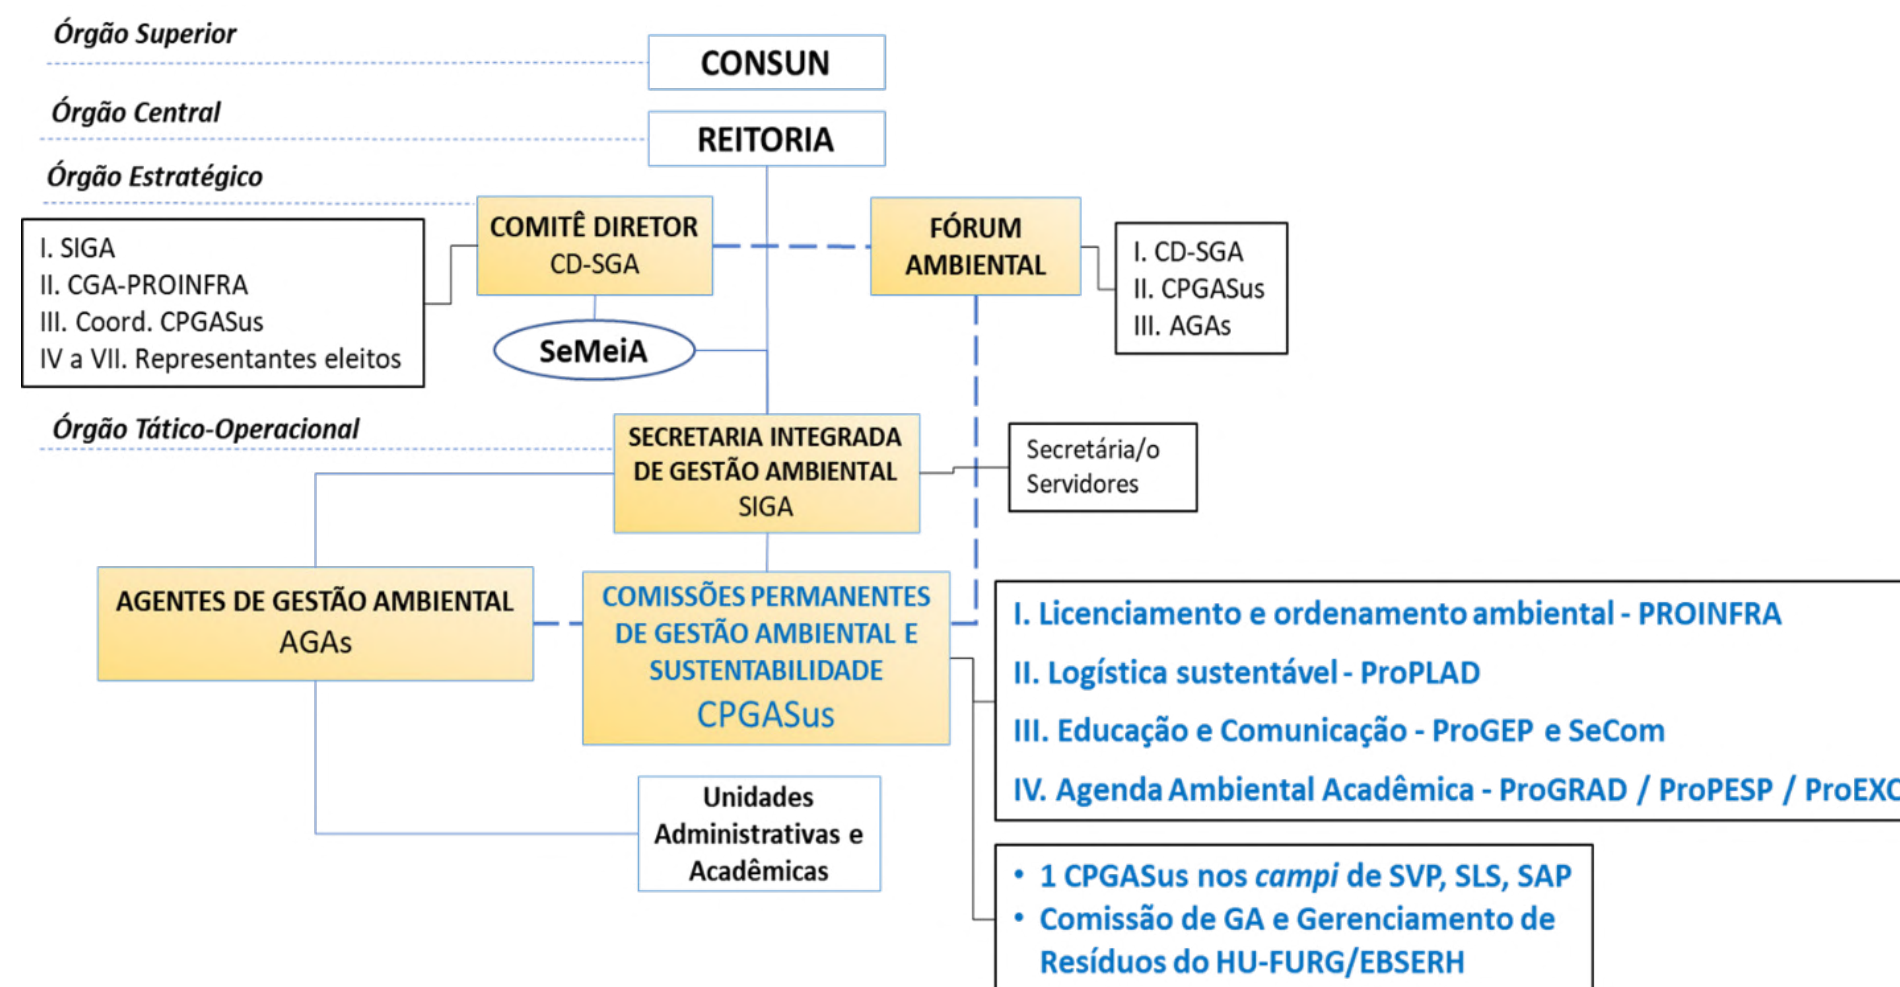 Órgão Superior
CONSUN
Órgão Central
REITORIA
Órgão Estratégico
COMITÊ DIRETOR
CD-SGA
FÓRUM
AMBIENTAL
I. SIGA
II. CGA-PROINFRA
III. Coord. CPGASus
IV a VII. Representantes eleitos
I. CD-SGA
II. CPGASus
III. AGAs
SeMeiA
Órgão Tático-Operacional
SECRETARIA INTEGRADA
DE GESTÃO AMBIENTAL
SIGA
Secretária/o
Servidores
AGENTES DE GESTÃO AMBIENTAL
AGAs
COMISSÕES PERMANENTES
DE GESTÃO AMBIENTAL E
SUSTENTABILIDADE
CPGASus
I. Licenciamento e ordenamento ambiental - PROINFRA
II. Logística sustentável - ProPLAD
III. Educação e Comunicação - ProGEP e SeCom
IV. Agenda Ambiental Acadêmica - ProGRAD / ProPESP / ProEXC
Unidades
Administrativas e
Acadêmicas
• 1 CPGASus nos campi de SVP, SLS, SAP
• Comissão de GA e Gerenciamento de
Resíduos do HU-FURG/EBSERH